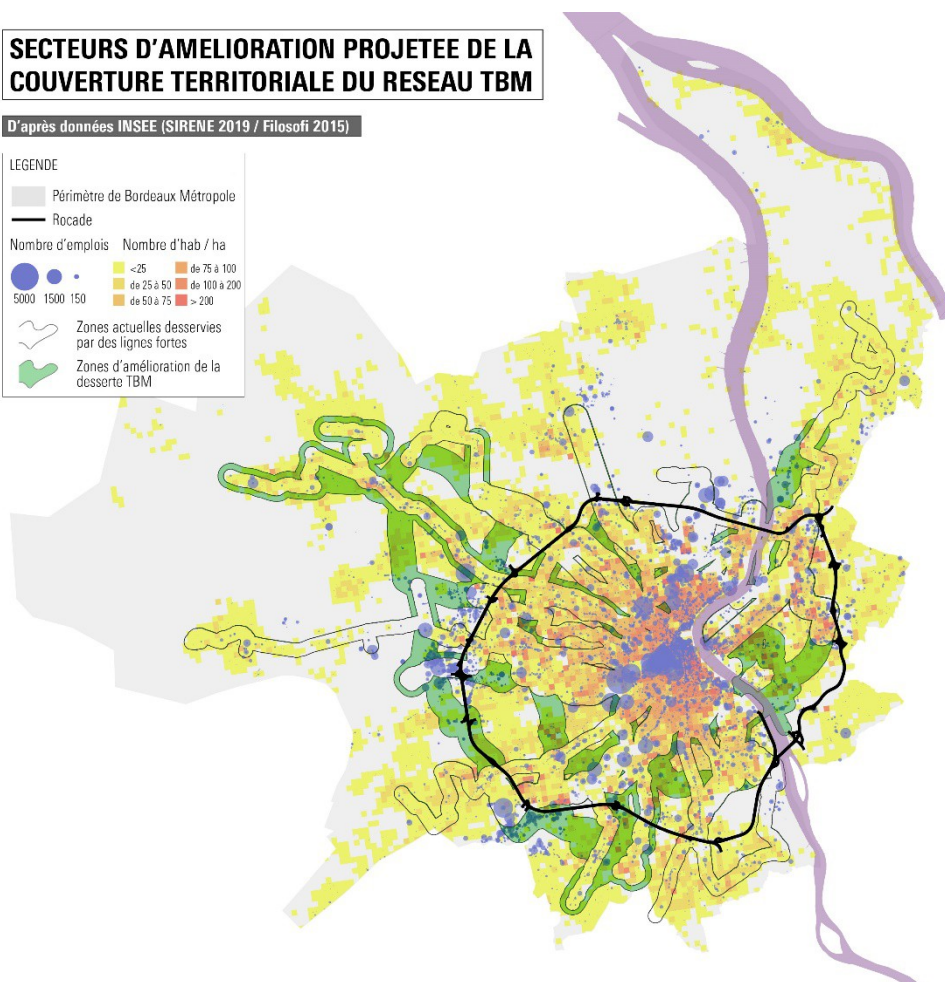 SECTEURS D'AMELIORATION PROJETEE DE LA
COUVERTURE TERRITORIALE DU RESEAU TBM
D'après données INSEE (SIRENE 2019 / Filosofi 2015)
LEGENDE
Périmètre de Bordeaux Métropole
Rocade
Nombre d'emplois Nombre d'hab / ha
<25 de 75 à 100
de 25 à 50 de 100 à 200
5000 1500 150 de 50 à 75 > 200
Zones actuelles desservies
par des lignes fortes
Zones d'amélioration de la
desserte TBM